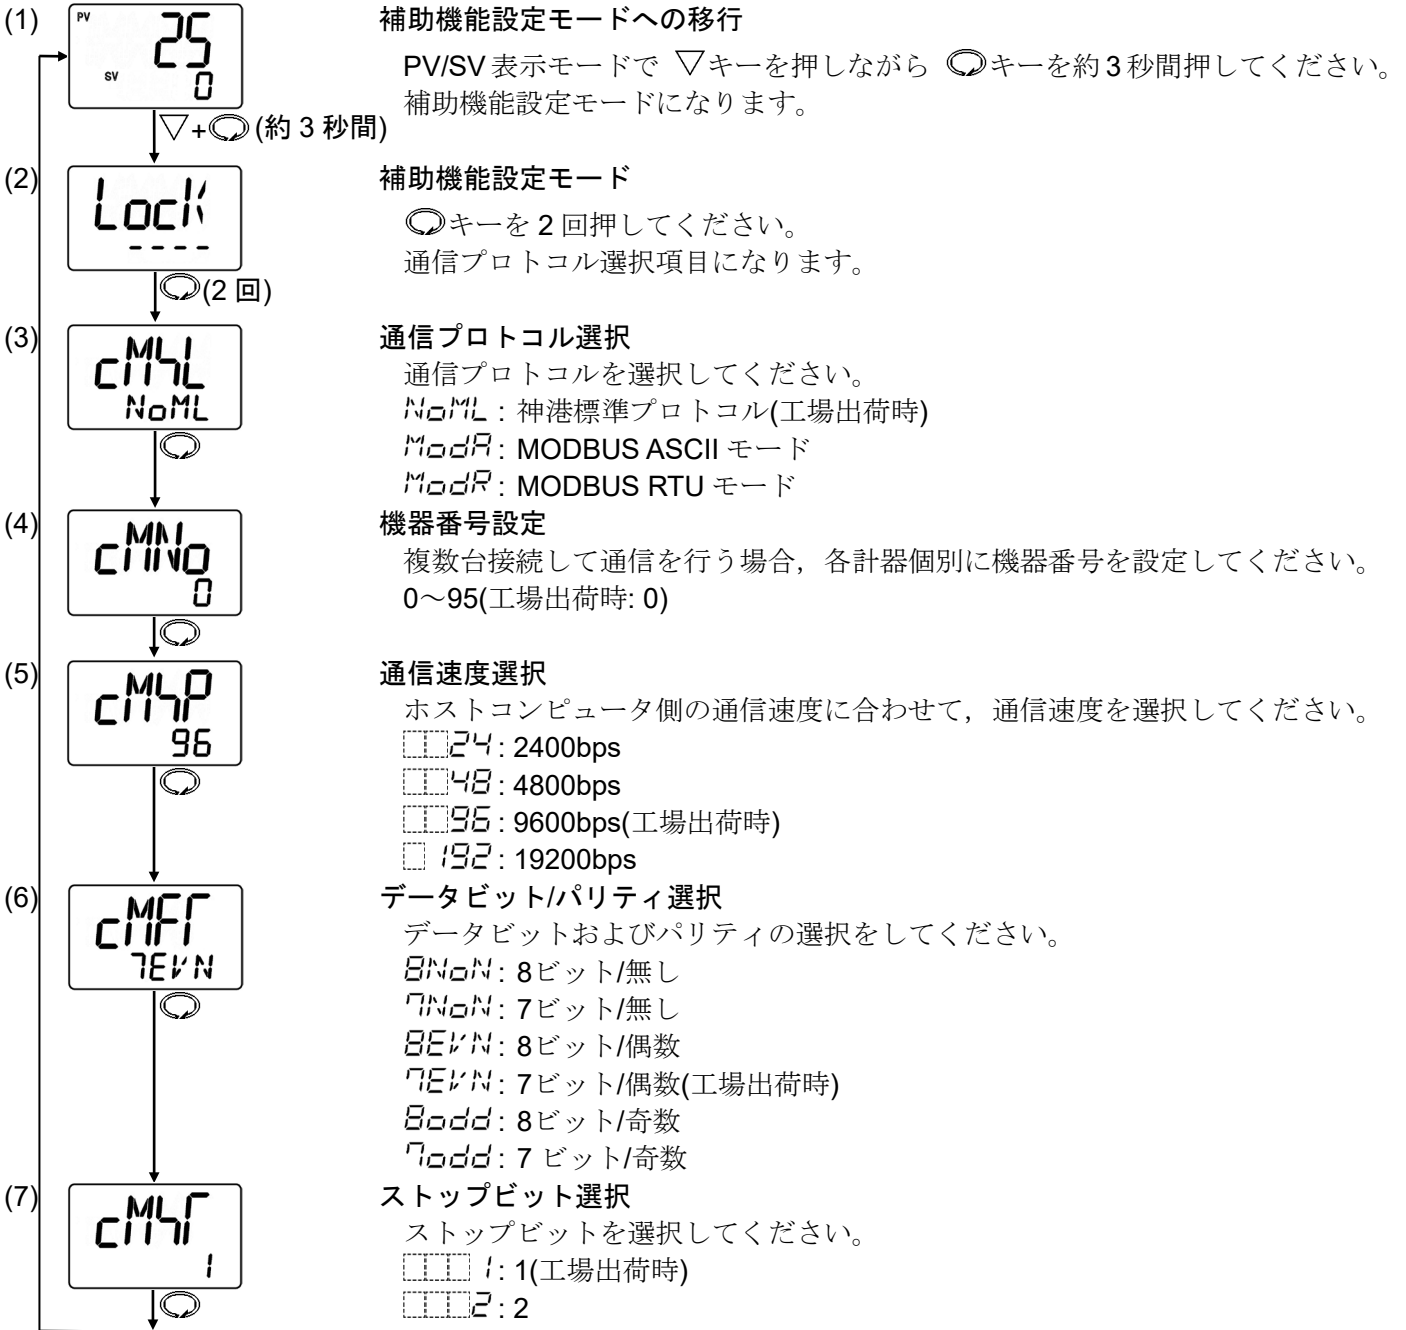 (1)
PV
25
SV
0
補助機能設定モードへの移行
PV/SV 表示モードで ▽キーを押しながら キーを約 3 秒間押してください。
補助機能設定モードになります。
▽+ (約 3 秒間)
(2)
Lock
----
補助機能設定モード
キーを 2 回押してください。
通信プロトコル選択項目になります。
(2 回)
(3)
cMSL
NoML
通信プロトコル選択
通信プロトコルを選択してください。
NoML : 神港標準プロトコル(工場出荷時)
ModA : MODBUS ASCII モード
ModR : MODBUS RTU モード
(4)
cMNo
0
機器番号設定
複数台接続して通信を行う場合，各計器個別に機器番号を設定してください。
0～95(工場出荷時: 0)
(5)
cMSP
96
通信速度選択
ホストコンピュータ側の通信速度に合わせて，通信速度を選択してください。
□□24 : 2400bps
□□48 : 4800bps
□□96 : 9600bps(工場出荷時)
□192 : 19200bps
(6)
cMFT
7EVN
データビット/パリティ選択
データビットおよびパリティの選択をしてください。
8NoN : 8ビット/無し
7NoN : 7ビット/無し
8EVN : 8ビット/偶数
7EVN : 7ビット/偶数(工場出荷時)
8odd : 8ビット/奇数
7odd : 7 ビット/奇数
(7)
cMST
1
ストップビット選択
ストップビットを選択してください。
□□□1 : 1(工場出荷時)
□□□2 : 2